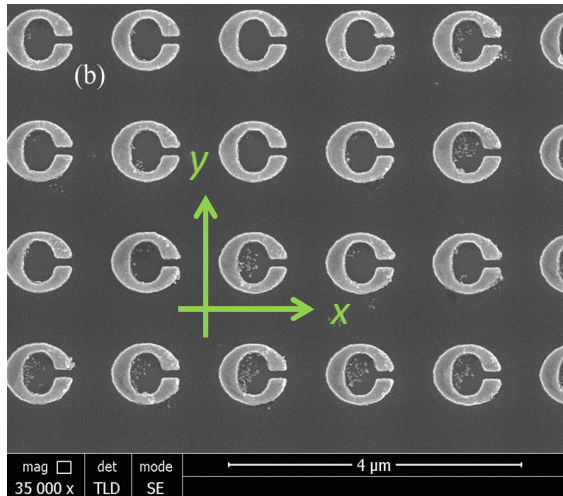 (b)
y
x
mag □ det mode
4 µm
35 000 x TLD SE